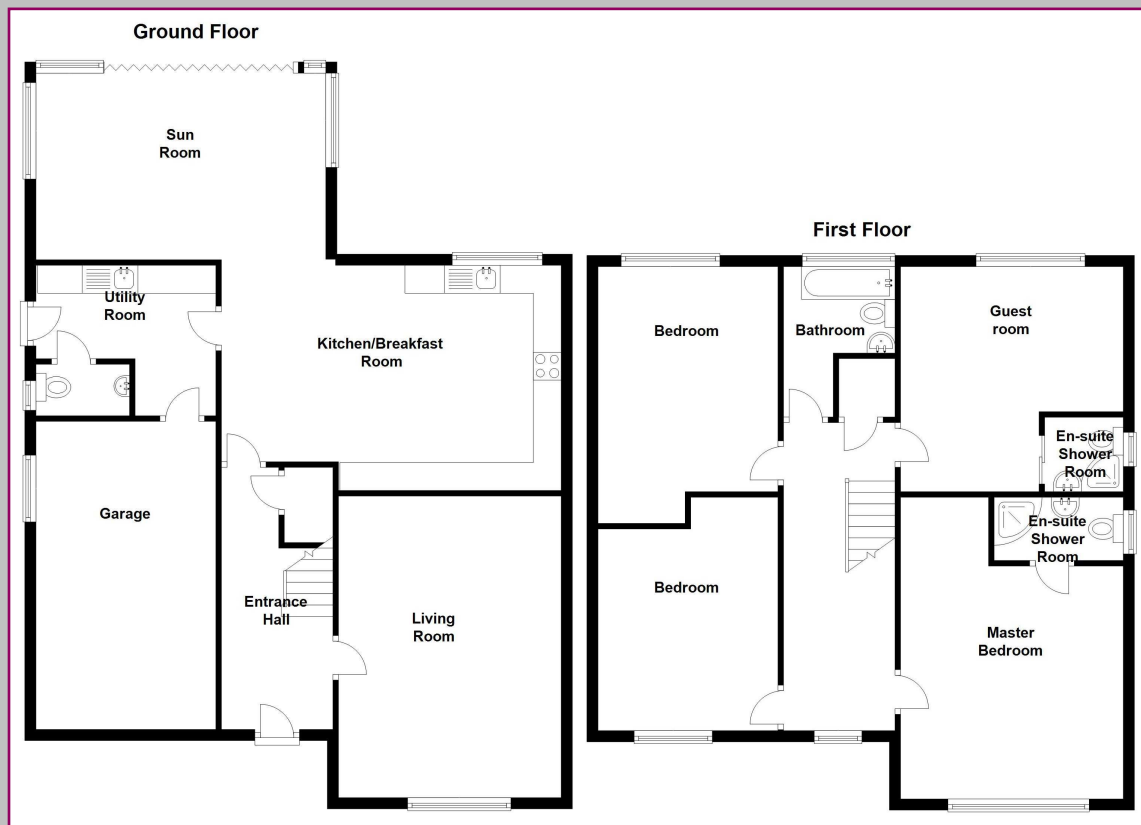 Ground Floor
Sun
Room
Utility
Room
Kitchen/Breakfast
Room
Garage
Entrance
Hall
Living
Room
First Floor
Bedroom
Bathroom
Guest
room
En-suite
Shower
Room
En-suite
Shower
Room
Bedroom
Master
Bedroom